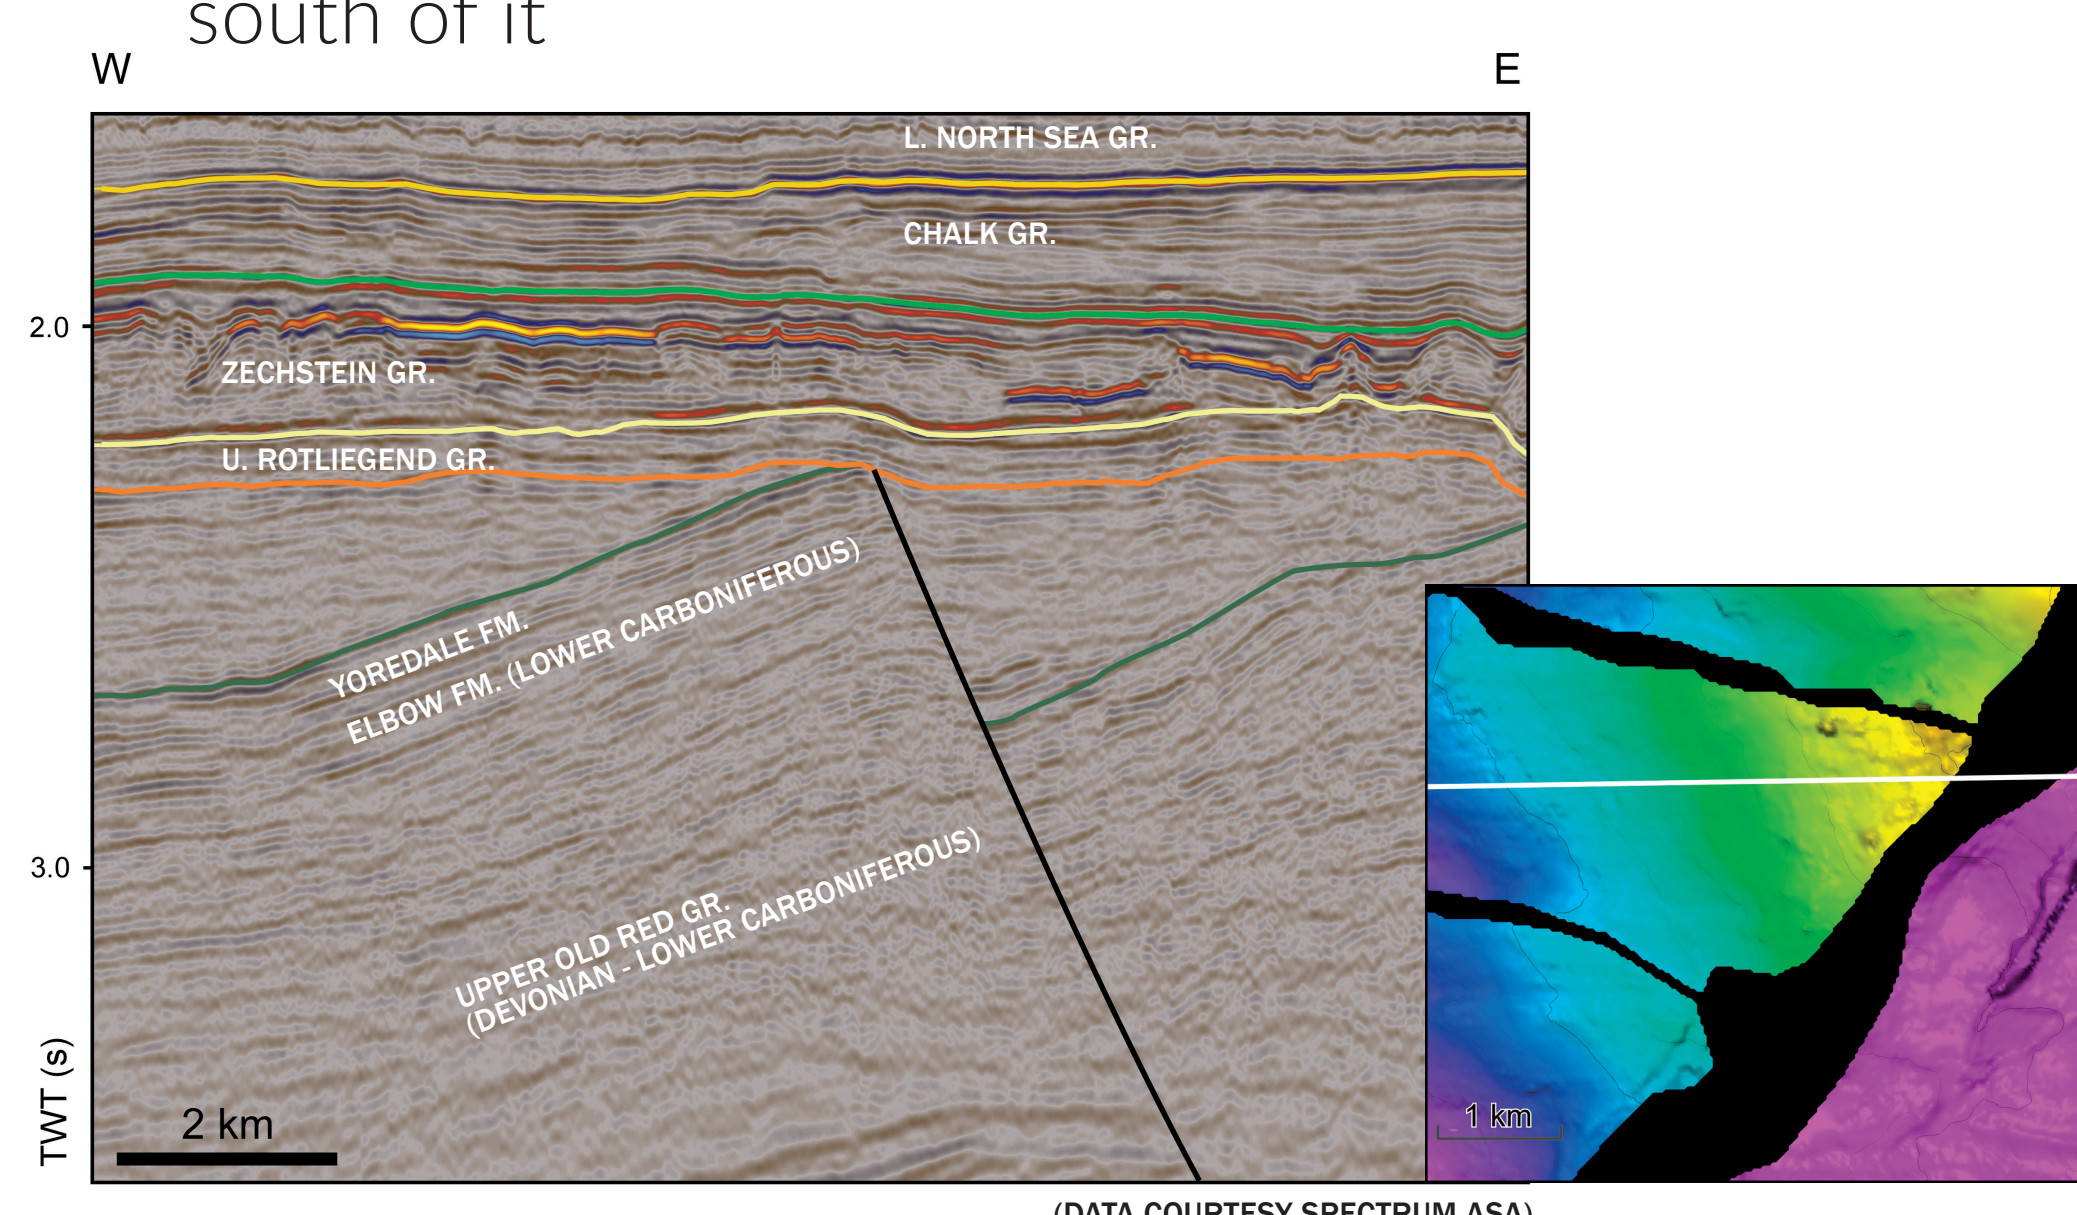 south of it
W
E
L. NORTH SEA GR.
CHALK GR.
2.0
ZECHSTEIN GR.
U. ROTLIEGEND GR.
YOREDALE FM.
ELBOW FM. (LOWER CARBONIFEROUS)
3.0
UPPER OLD RED GR.
(DEVONIAN - LOWER CARBONIFEROUS)
TWT (s)
2 km
1 km
(DATA COURTESY SPECTRUM ASA)